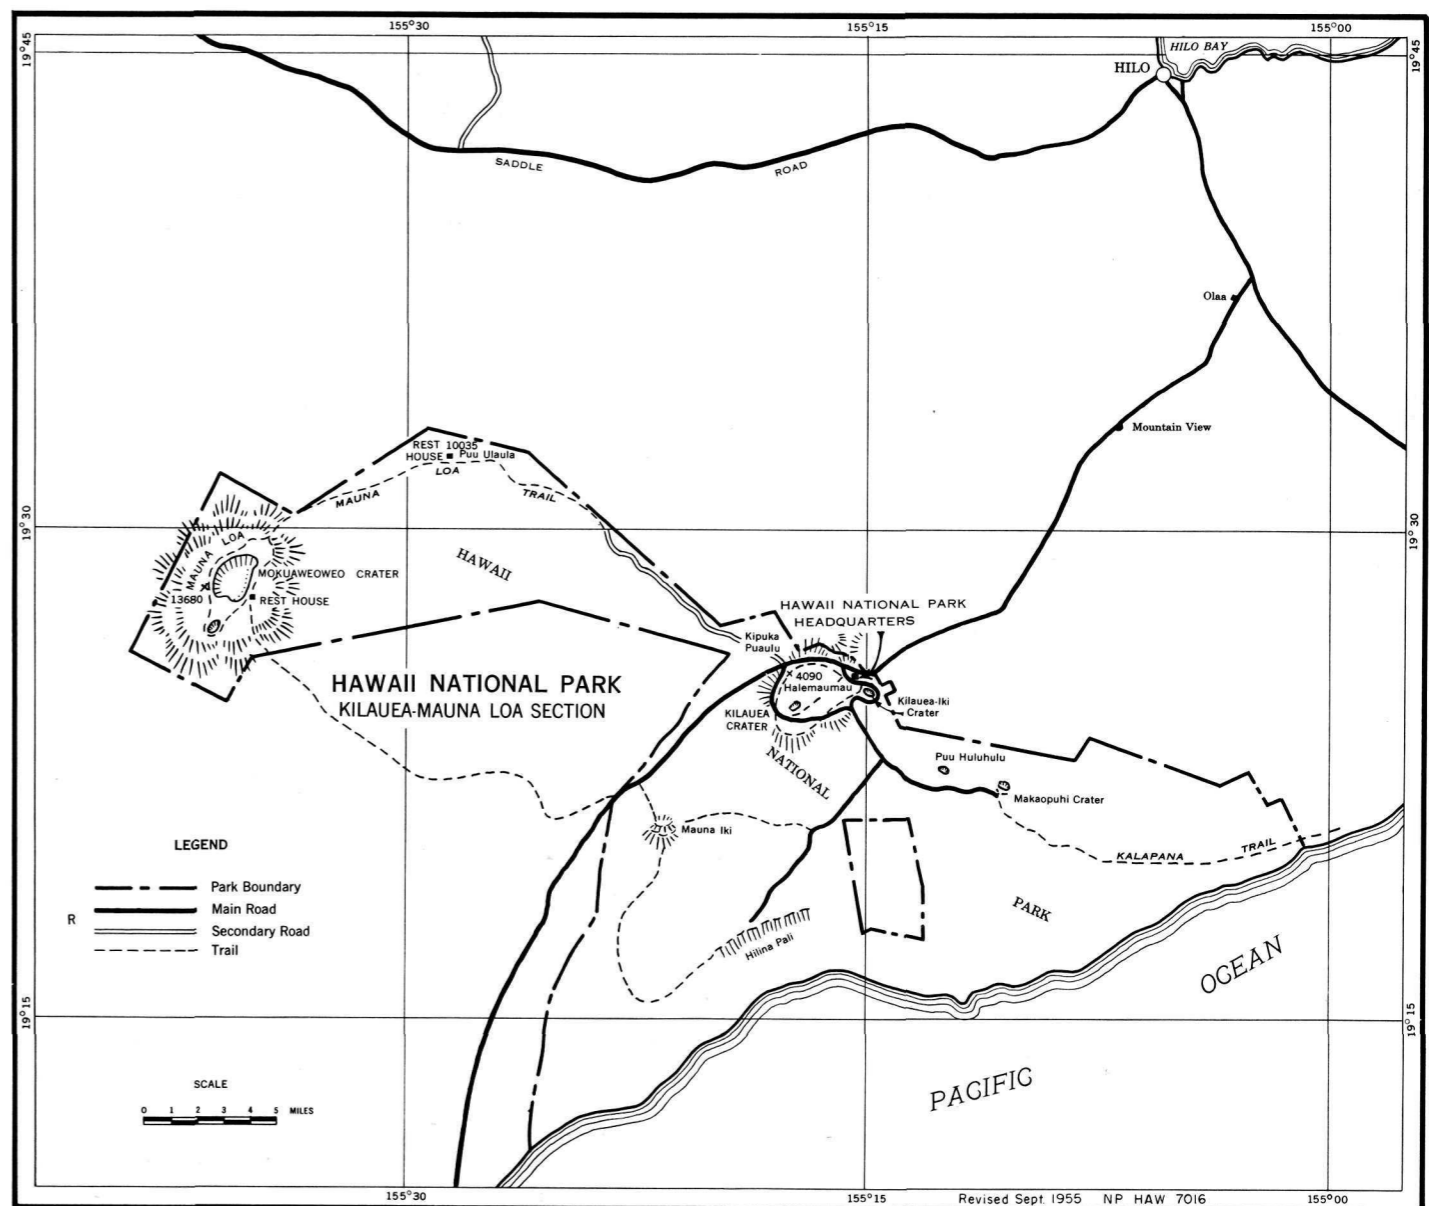 155°30
155°15
155°00
19°45
19°45
HILO BAY
HILO
SADDLE
ROAD
Olaa
Mountain View
REST 10035
HOUSE
Puu Ulaula
MAUNA
LOA
TRAIL
19°30
19°30
MAUNA LOA
HAWAII
MOKUAWEOWEO CRATER
13680
REST HOUSE
HAWAII NATIONAL PARK
HEADQUARTERS
Kipuka
Puaulu
4090
Halemaumau
HAWAII NATIONAL PARK
KILAUEA-MAUNA LOA SECTION
Kilauea-Iki
Crater
KILAUEA
CRATER
NATIONAL
Puu Huluhulu
Makaopuhi Crater
Mauna Iki
KALAPANA
TRAIL
LEGEND
Park Boundary
R
Main Road
Secondary Road
Trail
PARK
Hilina Pali
OCEAN
19°15
19°15
PACIFIC
SCALE
0 1 2 3 4 5 MILES
155°30
155°15
Revised Sept. 1955 NP HAW 7016
155°00